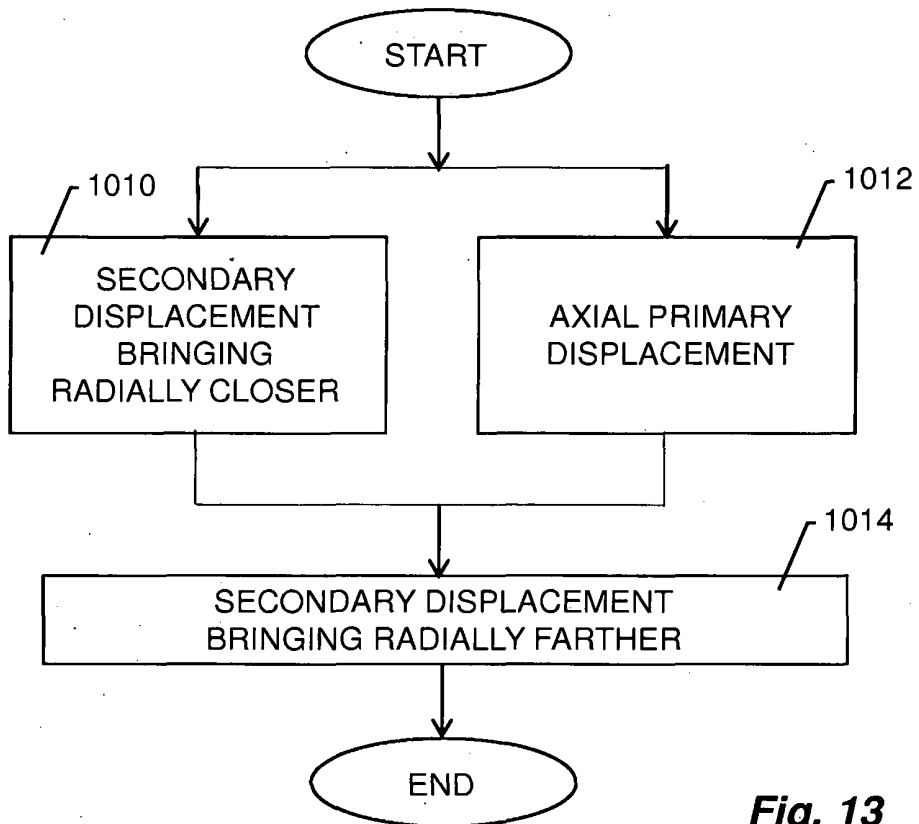 START
1010
1012
SECONDARY
DISPLACEMENT
BRINGING
RADIALLY CLOSER
AXIAL PRIMARY
DISPLACEMENT
1014
SECONDARY DISPLACEMENT
BRINGING RADIALLY FARTHER
END
Fig. 13